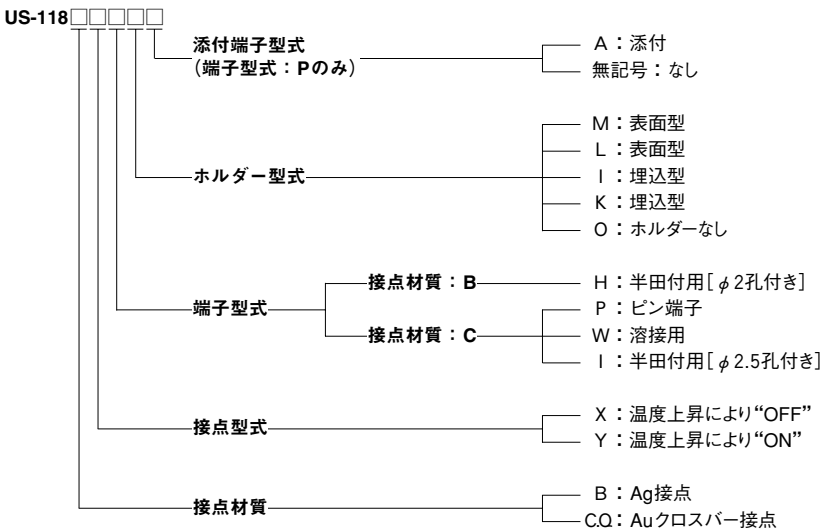 US-118□□□□□
添付端子型式
(端子型式：Pのみ)
A：添付
無記号：なし
ホルダー型式
M：表面型
L：表面型
I：埋込型
K：埋込型
O：ホルダーなし
端子型式
接点材質：B
H：半田付用[φ2孔付き]
接点材質：C
P：ピン端子
W：溶接用
I：半田付用[φ2.5孔付き]
接点型式
X：温度上昇により“OFF”
Y：温度上昇により“ON”
接点材質
B：Ag接点
C.Q：Auクロスバー接点